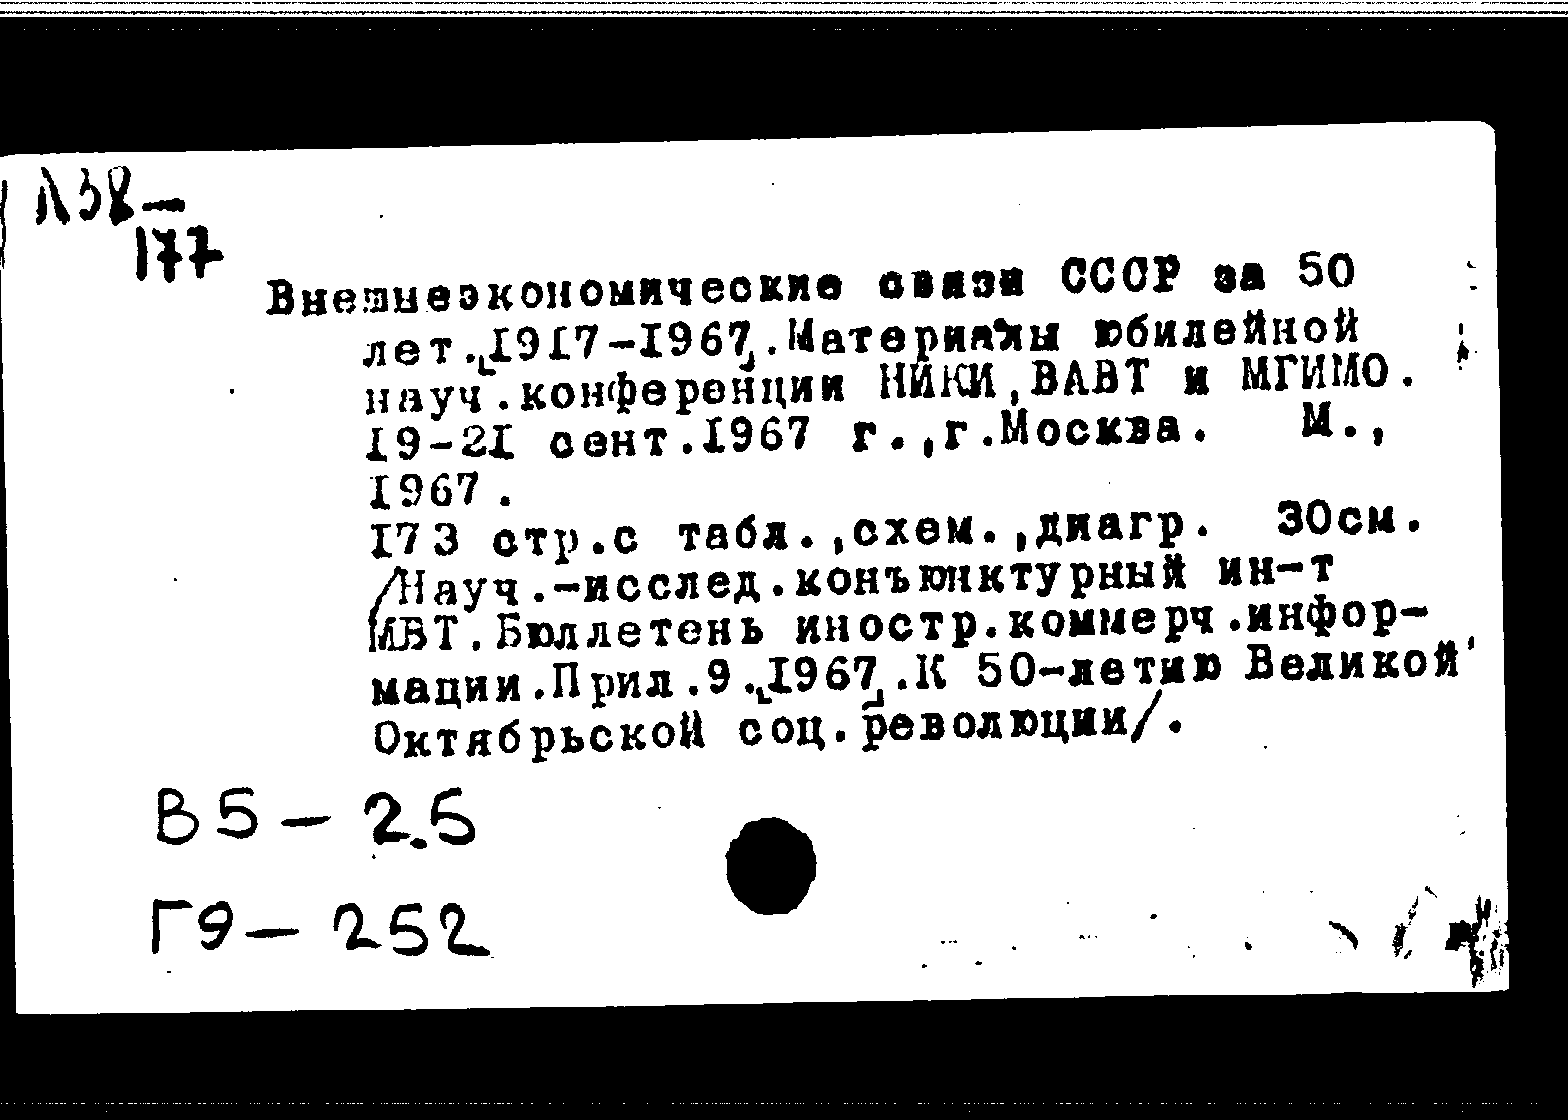 Л38-
177
Внешнеэкономические связи СССР за 50
лет.⌞1917-1967⌟.Материалы юбилейной
науч.конференции НИКИ,ВАВТ и МГИМО.
19-21 сент.1967 г.,г.Москва. М.,
1967.
173 стр.с табл.,схем.,диагр. 30см.
/Науч.-исслед.конъюнктурный ин-т
МВТ.Бюллетень иностр.коммерч.инфор-
мации.Прил.9.⌞1967⌟.К 50-летию Великой
Октябрьской соц.революции/.
В5-25
Г9-252